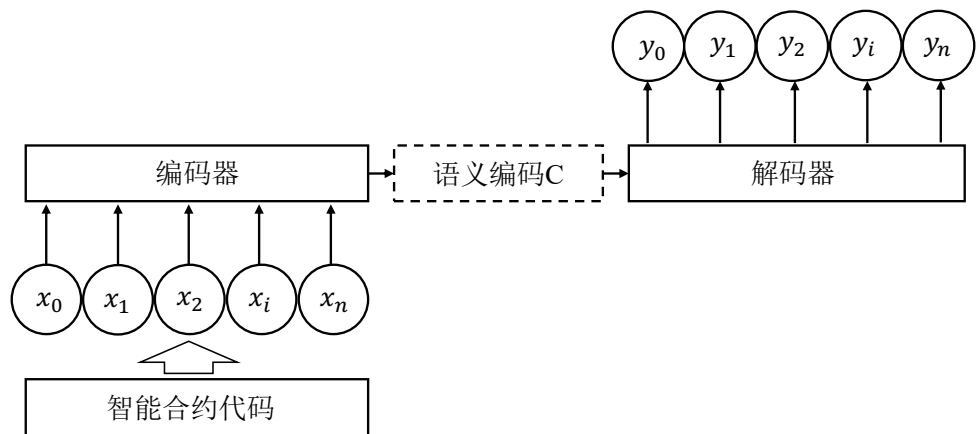 y₀ y₁ y₂ yᵢ yₙ
编码器 语义编码C 解码器
x₀ x₁ x₂ xᵢ xₙ
智能合约代码